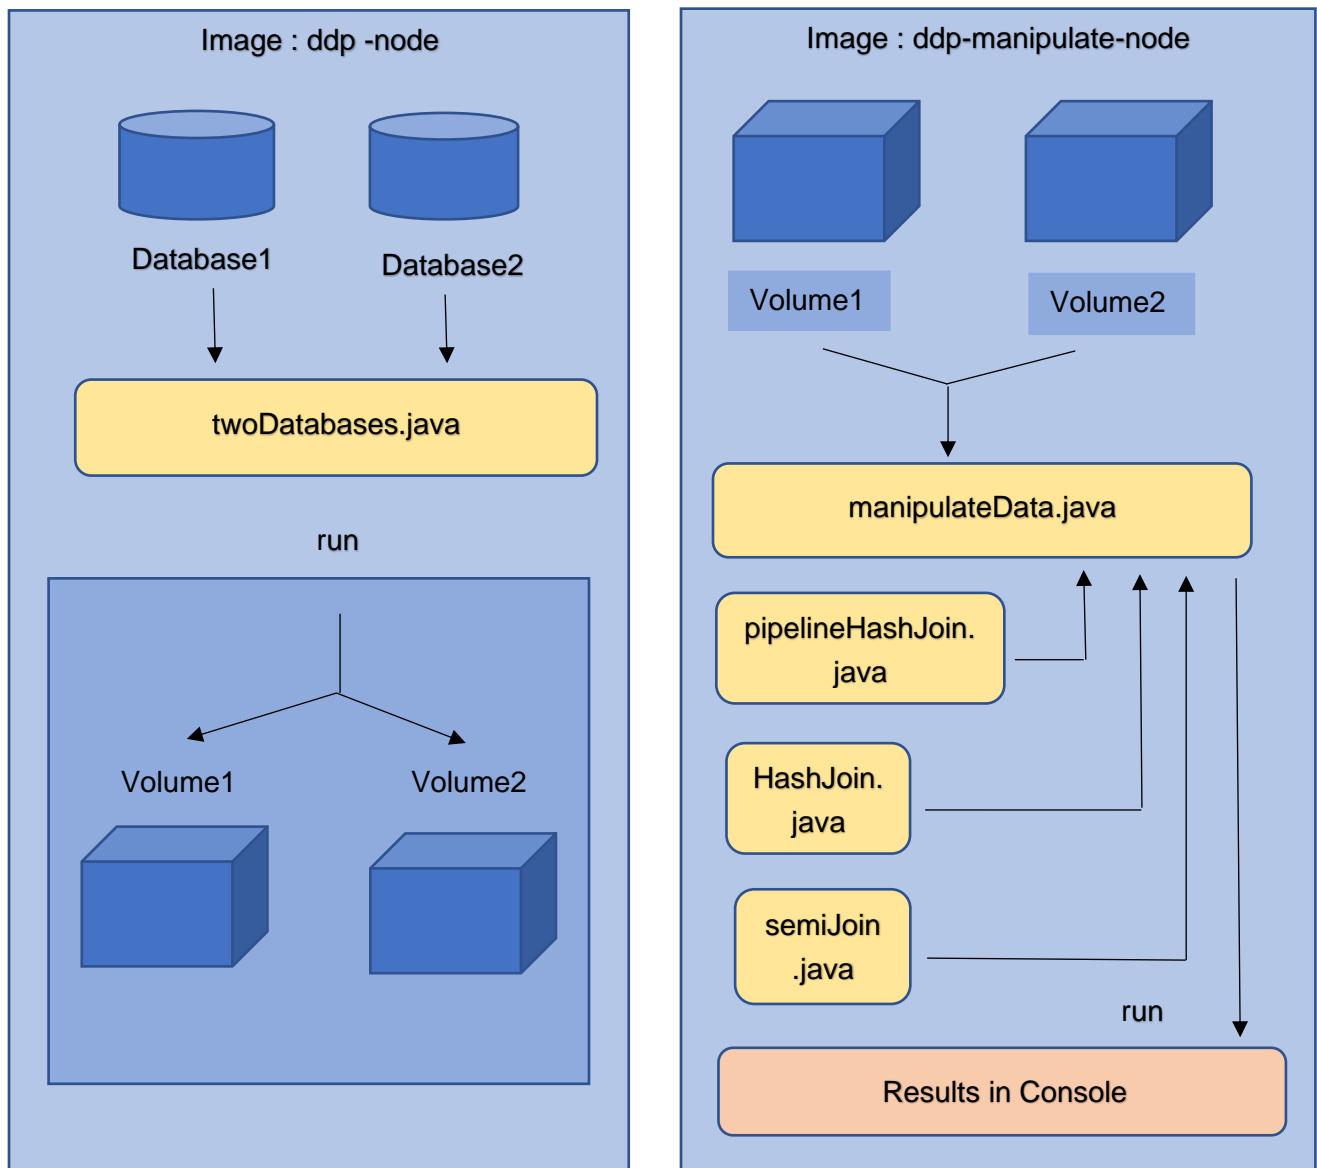 Image : ddp -node
Database1
Database2
twoDatabases.java
run
Volume1
Volume2
Image : ddp-manipulate-node
Volume1
Volume2
manipulateData.java
pipelineHashJoin.
java
HashJoin.
java
semiJoin
.java
run
Results in Console